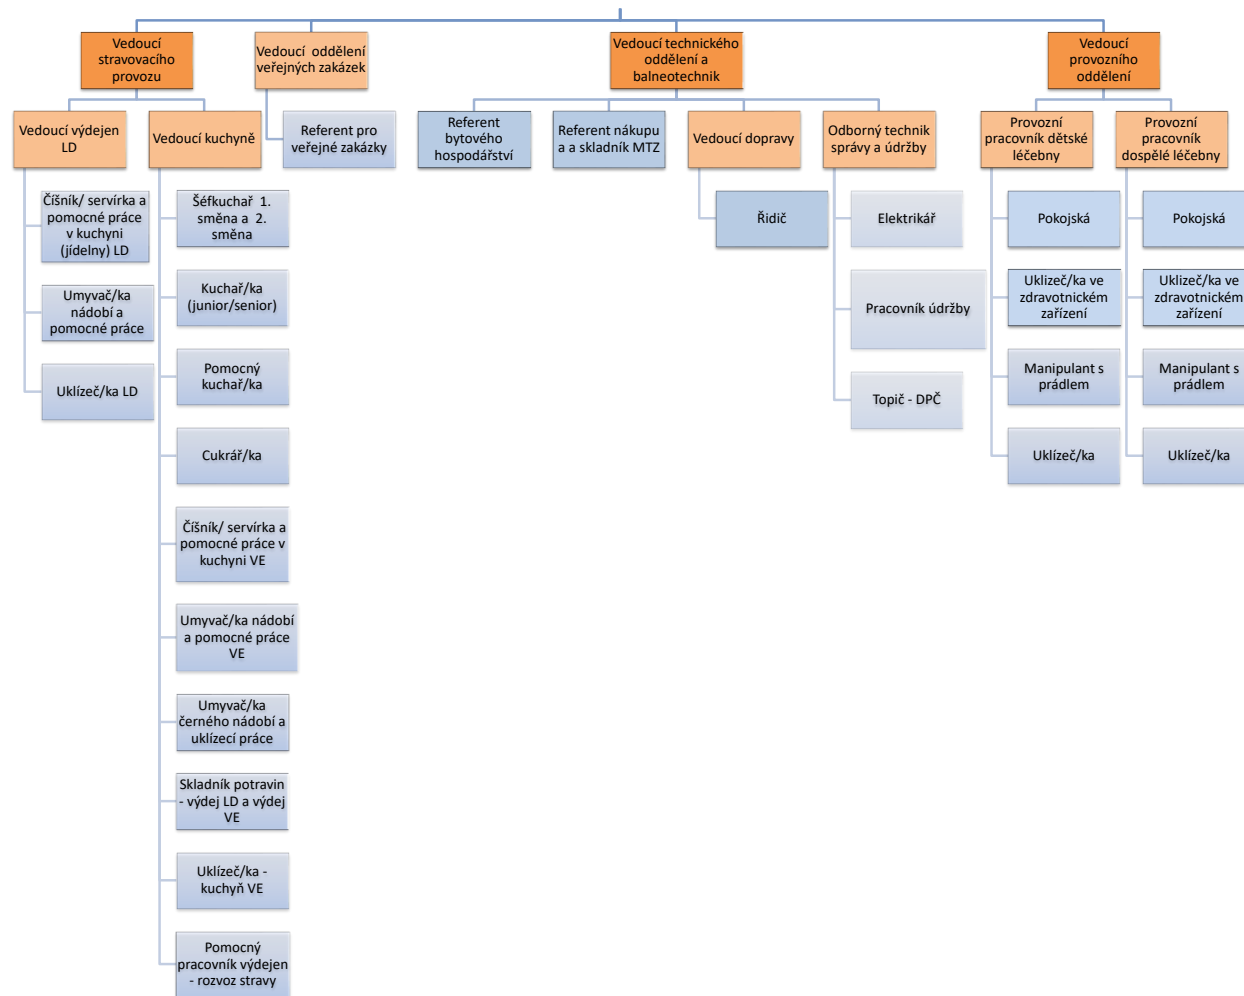 Vedoucí
stravovacího
provozu
Vedoucí oddělení
veřejných zakázek
Vedoucí technického
oddělení a
balneotechnik
Vedoucí
provozního
oddělení
Vedoucí výdejen
LD
Vedoucí kuchyně
Referent pro
veřejné zakázky
Referent
bytového
hospodářství
Referent nákupu
a a skladník MTZ
Vedoucí dopravy
Odborný technik
správy a údržby
Provozní
pracovník dětské
léčebny
Provozní
pracovník
dospělé léčebny
Číšník/ servírka a
pomocné práce
v kuchyni
(jídelny) LD
Umyvač/ka
nádobí a
pomocné práce
Uklízeč/ka LD
Šéfkuchař 1.
směna a 2.
směna
Kuchař/ka
(junior/senior)
Pomocný
kuchař/ka
Cukrář/ka
Číšník/ servírka a
pomocné práce v
kuchyni VE
Umyvač/ka nádobí
a pomocné práce
VE
Umyvač/ka
černého nádobí a
uklízecí práce
Skladník potravin
- výdej LD a výdej
VE
Uklízeč/ka -
kuchyň VE
Pomocný
pracovník výdejen
- rozvoz stravy
Řidič
Elektrikář
Pracovník údržby
Topič - DPČ
Pokojská
Uklizeč/ka ve
zdravotnickém
zařízení
Manipulant s
prádlem
Uklízeč/ka
Pokojská
Uklizeč/ka ve
zdravotnickém
zařízení
Manipulant s
prádlem
Uklízeč/ka